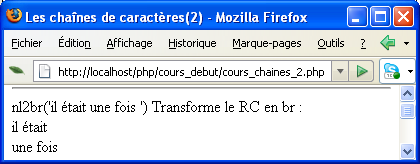 Les chaînes de caractères(2) - Mozilla Firefox
Fichier Édition Affichage Historique Marque-pages Outils ?
http://localhost/php/cours_debut/cours_chaines_2.php
nl2br('il était une fois ') Transforme le RC en br :
il était
une fois